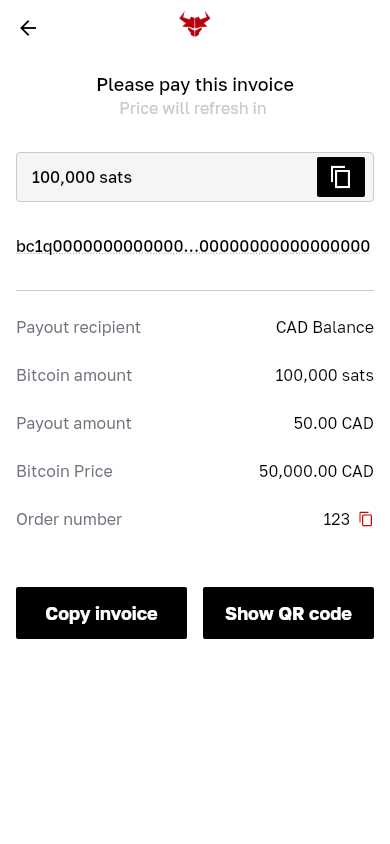 Please pay this invoice
Price will refresh in
100,000 sats
bc1q0000000000000...00000000000000000
Payout recipient CAD Balance
Bitcoin amount 100,000 sats
Payout amount 50.00 CAD
Bitcoin Price 50,000.00 CAD
Order number 123
Copy invoice Show QR code